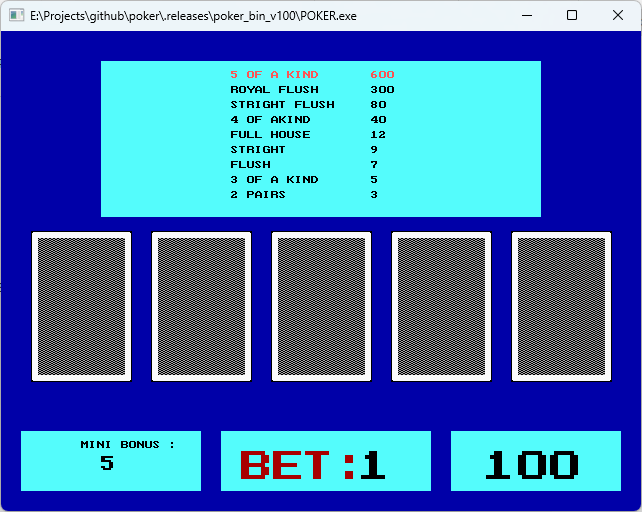 E:\Projects\github\poker\.releases\poker_bin_v100\POKER.exe
5 OF A KIND 600
ROYAL FLUSH 300
STRIGHT FLUSH 80
4 OF AKIND 40
FULL HOUSE 12
STRIGHT 9
FLUSH 7
3 OF A KIND 5
2 PAIRS 3
MINI BONUS :
5
BET:1
100